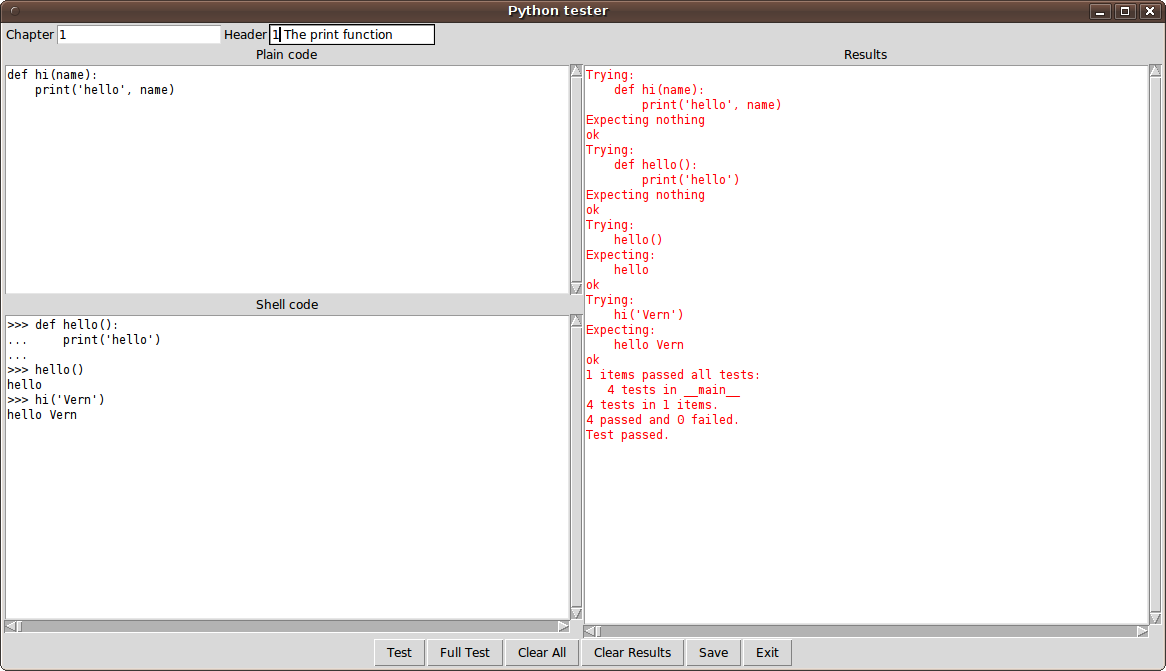 Python tester
Chapter 1 Header 1 The print function
Plain code
def hi(name):
    print('hello', name)
Shell code
>>> def hello():
...     print('hello')
...
>>> hello()
hello
>>> hi('Vern')
hello Vern
Results
Trying:
    def hi(name):
        print('hello', name)
Expecting nothing
ok
Trying:
    def hello():
        print('hello')
Expecting nothing
ok
Trying:
    hello()
Expecting:
    hello
ok
Trying:
    hi('Vern')
Expecting:
    hello Vern
ok
1 items passed all tests:
   4 tests in __main__
4 tests in 1 items.
4 passed and 0 failed.
Test passed.
Test Full Test Clear All Clear Results Save Exit